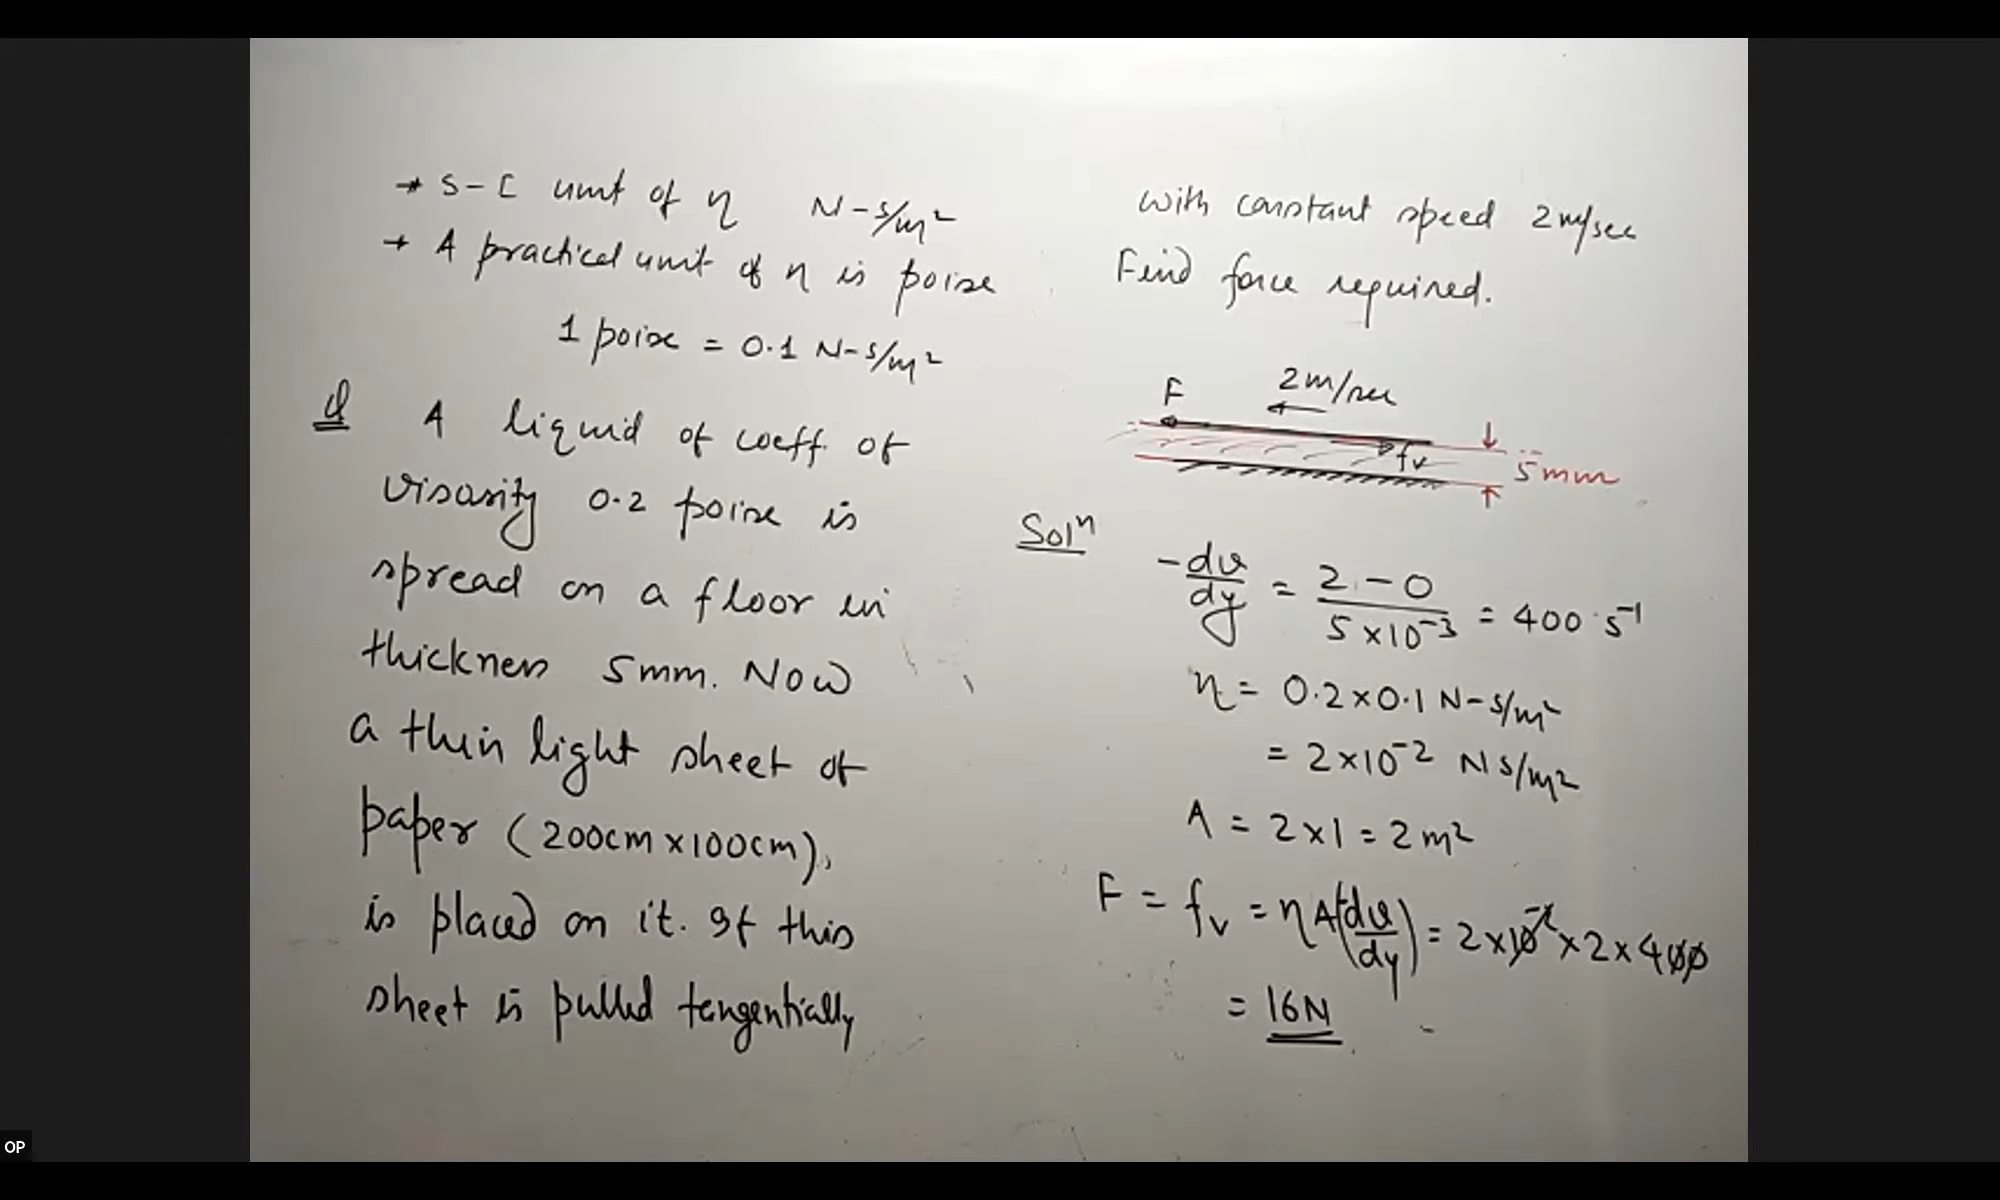 → S-I unit of η N-s/m²
→ A practical unit of η is poise
1 poise = 0.1 N-s/m²
Q A liquid of coeff. of
viscosity 0.2 poise is
spread on a floor in
thickness 5mm. Now
a thin light sheet of
paper (200cm×100cm),
is placed on it. If this
sheet is pulled tangentially
with constant speed 2m/sec
Find force required.
F 2m/sec
fv 5mm
Solⁿ
-dv/dy = 2-0/5×10⁻³ = 400 s⁻¹
η = 0.2×0.1 N-s/m²
= 2×10⁻² Ns/m²
A = 2×1 = 2m²
F = fv = ηA(-dv/dy) = 2×10⁻²×2×400
= 16N
OP